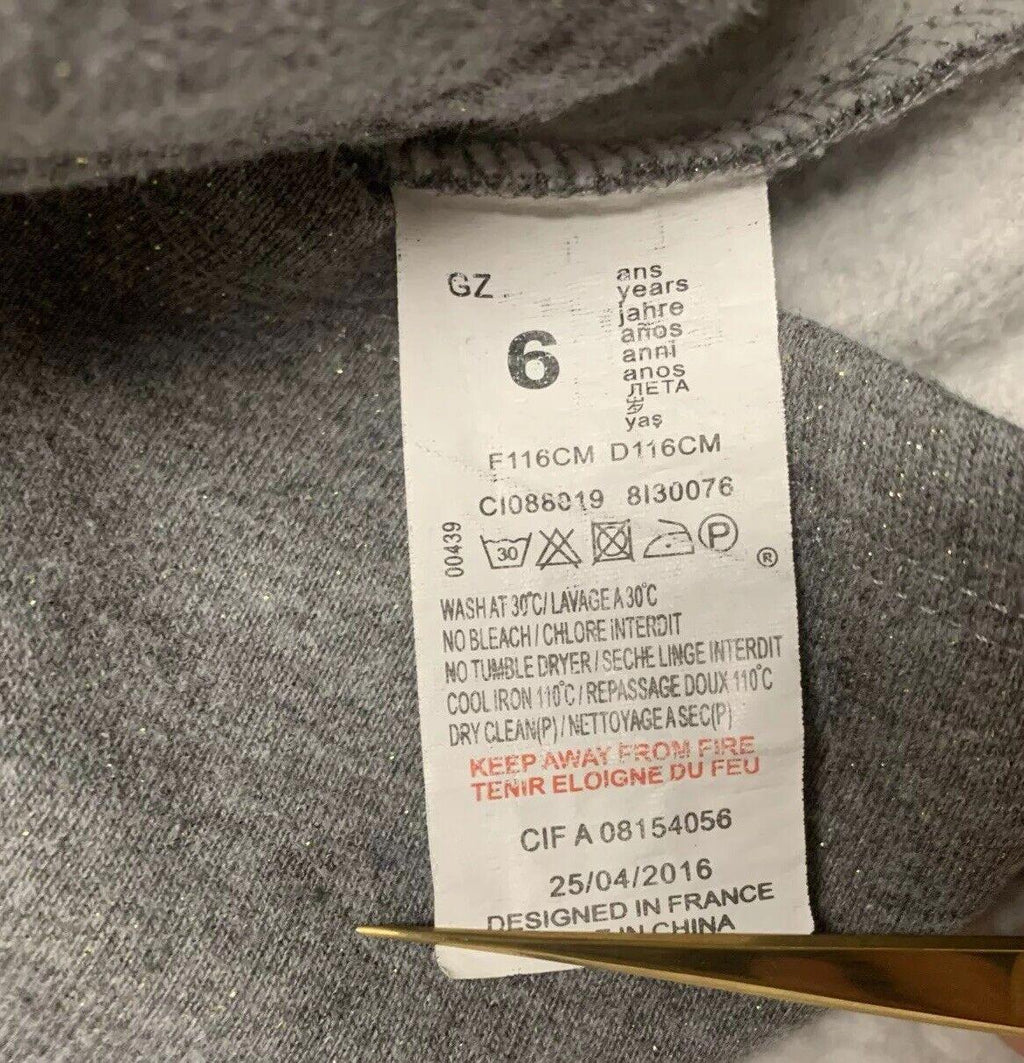 GZ
6
ans
years
jahre
años
anni
anos
ЛЕТА
岁
yaş
F116CM D116CM
CI086019 8I30076
00439
30
P
®
WASH AT 30°C/ LAVAGE A 30°C
NO BLEACH / CHLORE INTERDIT
NO TUMBLE DRYER / SECHE LINGE INTERDIT
COOL IRON 110°C / REPASSAGE DOUX 110°C
DRY CLEAN(P) / NETTOYAGE A SEC(P)
KEEP AWAY FROM FIRE
TENIR ELOIGNE DU FEU
CIF A 08154056
25/04/2016
DESIGNED IN FRANCE
IN CHINA